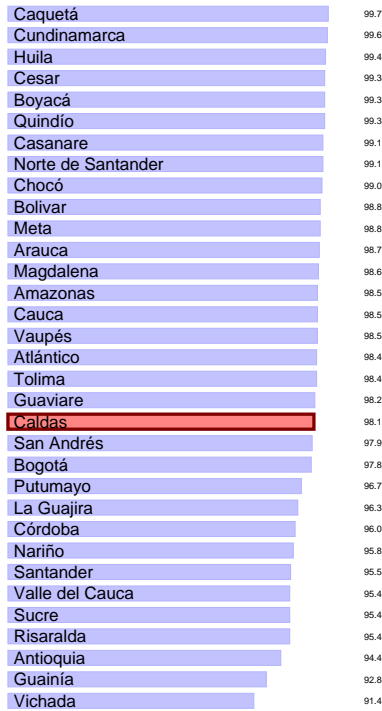 Caquetá 99.7
Cundinamarca 99.6
Huila 99.4
Cesar 99.3
Boyacá 99.3
Quindío 99.3
Casanare 99.1
Norte de Santander 99.1
Chocó 99.0
Bolivar 98.8
Meta 98.8
Arauca 98.7
Magdalena 98.6
Amazonas 98.5
Cauca 98.5
Vaupés 98.5
Atlántico 98.4
Tolima 98.4
Guaviare 98.2
Caldas 98.1
San Andrés 97.9
Bogotá 97.8
Putumayo 96.7
La Guajira 96.3
Córdoba 96.0
Nariño 95.8
Santander 95.5
Valle del Cauca 95.4
Sucre 95.4
Risaralda 95.4
Antioquia 94.4
Guainía 92.8
Vichada 91.4